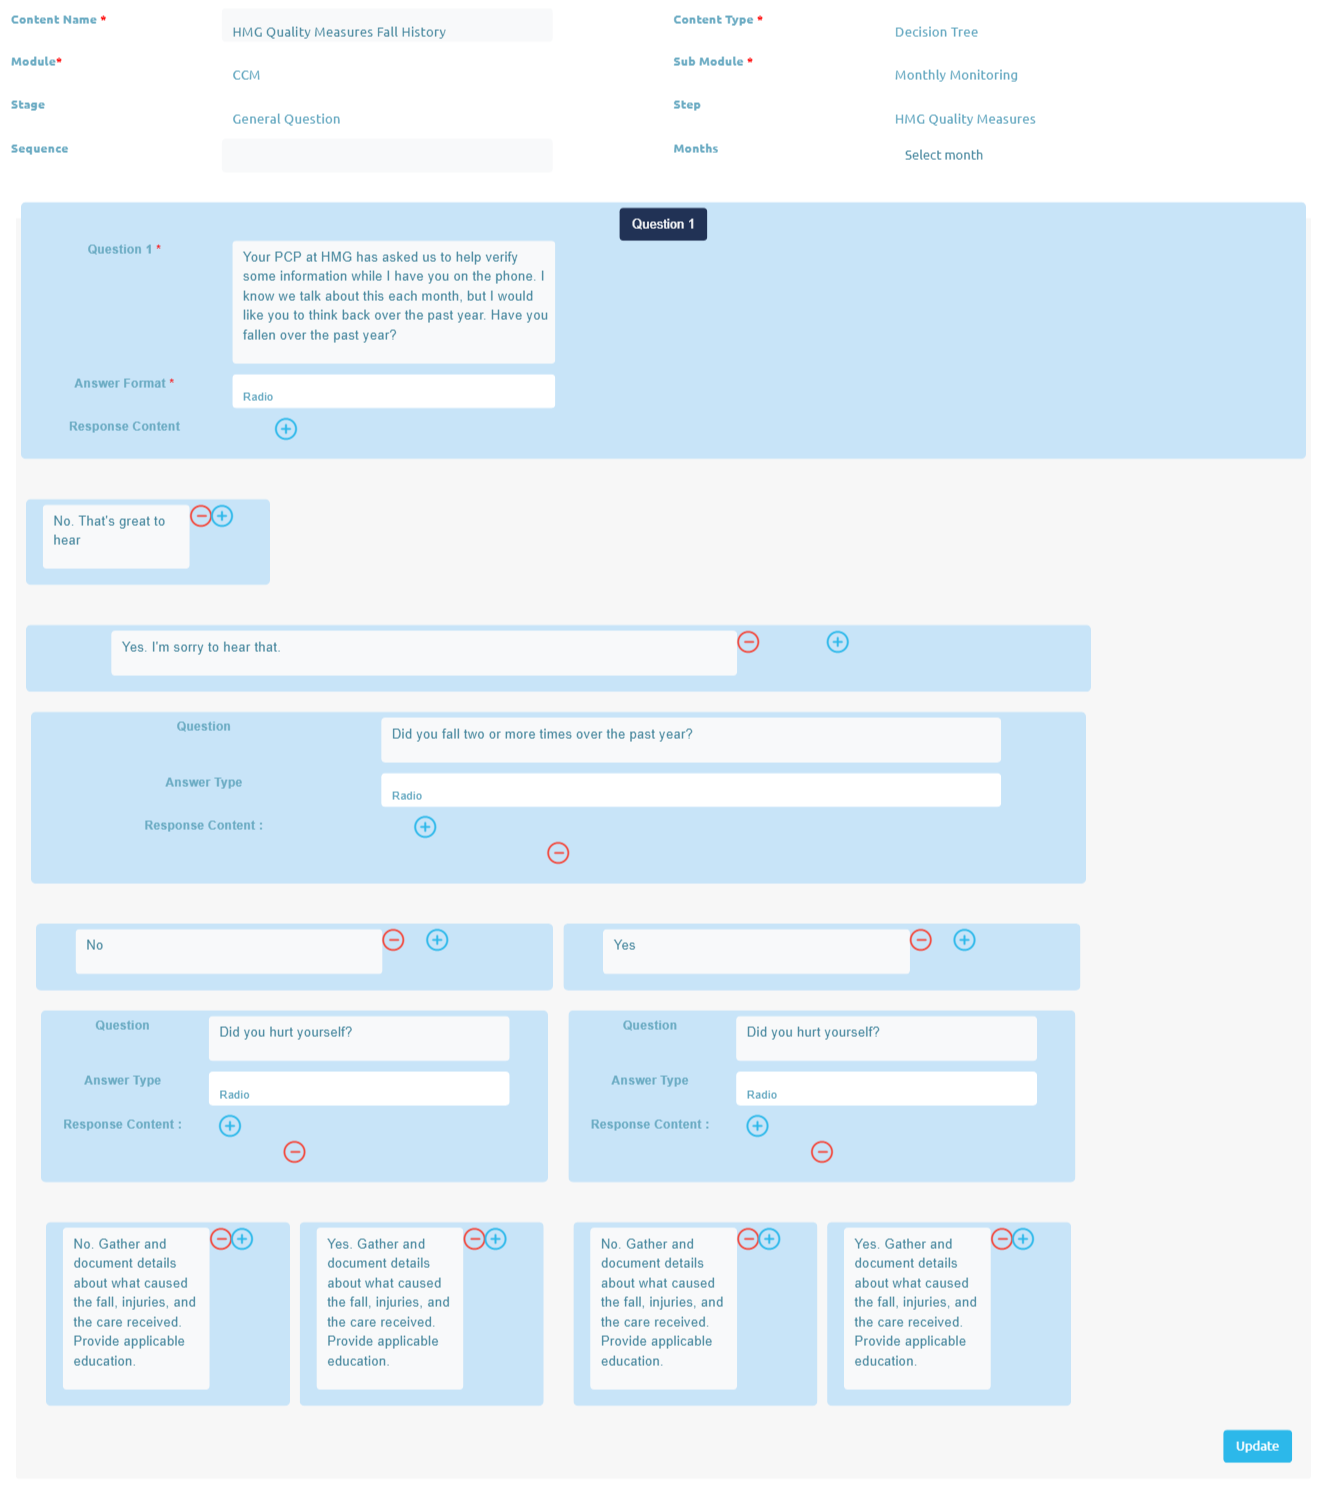 Content Name *
HMG Quality Measures Fall History
Content Type *
Decision Tree
Module*
CCM
Sub Module *
Monthly Monitoring
Stage
General Question
Step
HMG Quality Measures
Sequence
Months
Select month
Question 1
Question 1 *
Your PCP at HMG has asked us to help verify
some information while I have you on the phone. I
know we talk about this each month, but I would
like you to think back over the past year. Have you
fallen over the past year?
Answer Format *
Radio
Response Content
No. That's great to
hear
Yes. I'm sorry to hear that.
Question
Did you fall two or more times over the past year?
Answer Type
Radio
Response Content :
No
Yes
Question
Did you hurt yourself?
Answer Type
Radio
Response Content :
Question
Did you hurt yourself?
Answer Type
Radio
Response Content :
No. Gather and
document details
about what caused
the fall, injuries, and
the care received.
Provide applicable
education.
Yes. Gather and
document details
about what caused
the fall, injuries, and
the care received.
Provide applicable
education.
No. Gather and
document details
about what caused
the fall, injuries, and
the care received.
Provide applicable
education.
Yes. Gather and
document details
about what caused
the fall, injuries, and
the care received.
Provide applicable
education.
Update